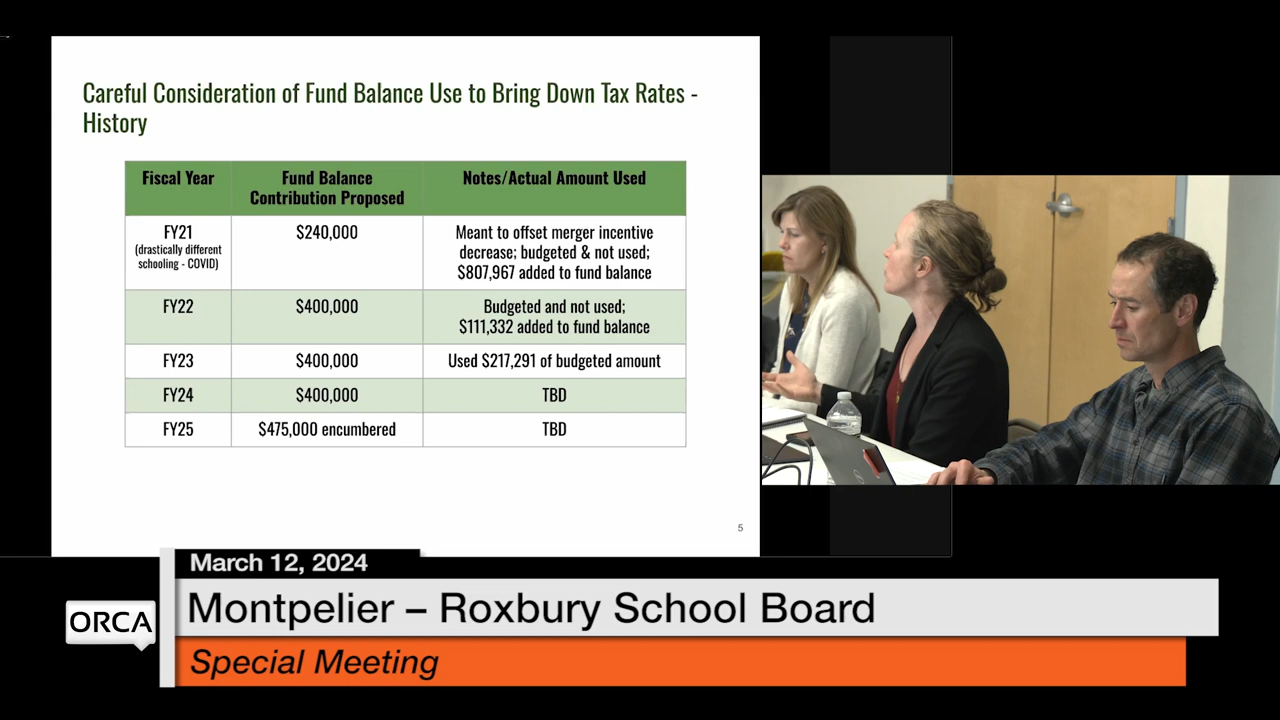 Careful Consideration of Fund Balance Use to Bring Down Tax Rates -
History
Fiscal Year
Fund Balance
Contribution Proposed
Notes/Actual Amount Used
FY21
(drastically different
schooling - COVID)
$240,000
Meant to offset merger incentive
decrease; budgeted & not used;
$807,967 added to fund balance
FY22
$400,000
Budgeted and not used;
$111,332 added to fund balance
FY23
$400,000
Used $217,291 of budgeted amount
FY24
$400,000
TBD
FY25
$475,000 encumbered
TBD
5
March 12, 2024
ORCA
Montpelier – Roxbury School Board
Special Meeting